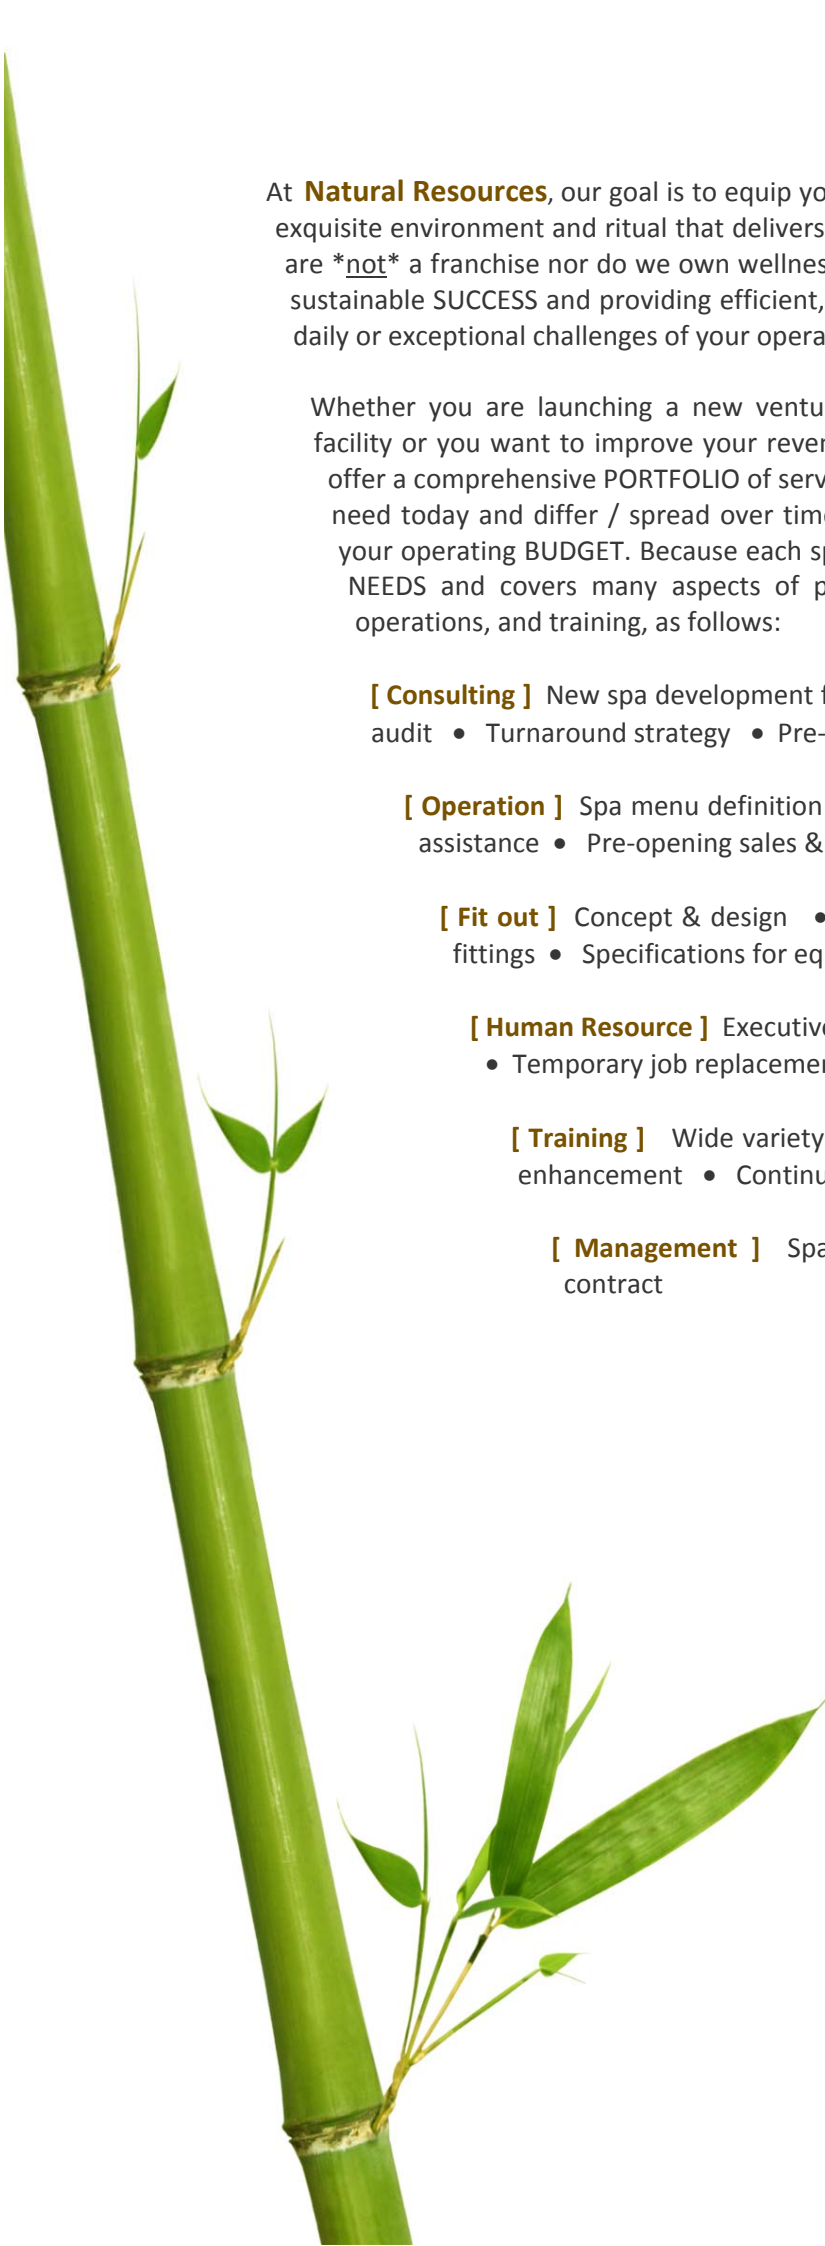 At Natural Resources, our goal is to equip yo
exquisite environment and ritual that delivers
are *not* a franchise nor do we own wellnes
sustainable SUCCESS and providing efficient,
daily or exceptional challenges of your opera
Whether you are launching a new ventu
facility or you want to improve your rever
offer a comprehensive PORTFOLIO of serv
need today and differ / spread over time
your operating BUDGET. Because each sp
NEEDS and covers many aspects of p
operations, and training, as follows:
[ Consulting ] New spa development f
audit • Turnaround strategy • Pre-
[ Operation ] Spa menu definition
assistance • Pre-opening sales &
[ Fit out ] Concept & design •
fittings • Specifications for eq
[ Human Resource ] Executive
• Temporary job replacemen
[ Training ] Wide variety
enhancement • Continu
[ Management ] Spa
contract